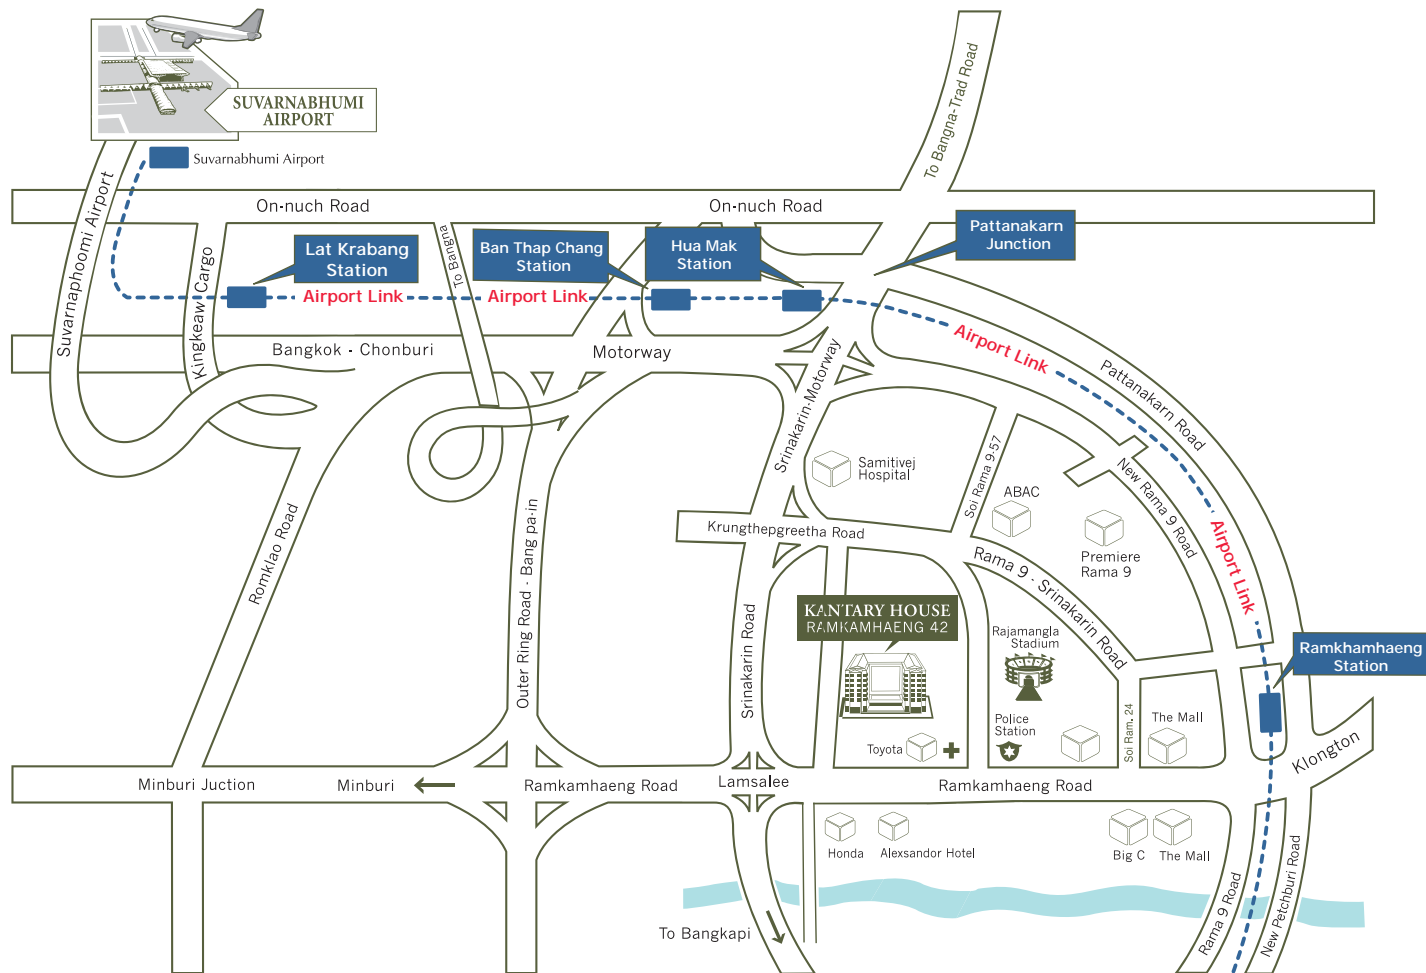 SUVARNABHUMI
AIRPORT
Suvarnabhumi Airport
To Bangna-Trad Road
On-nuch Road
On-nuch Road
Pattanakarn
Junction
Suvarnaphoomi Airport
Kingkeaw Cargo
Lat Krabang
Station
To Bangna
Ban Thap Chang
Station
Hua Mak
Station
Airport Link
Airport Link
Airport Link
Bangkok - Chonburi
Motorway
Srinakarin-Motorway
Pattanakarn Road
Samitivej
Hospital
Soi Rama 9-57
ABAC
New Rama 9 Road
Premiere
Rama 9
Airport Link
Romklao Road
Outer Ring Road - Bang pa-in
Krungthepgreetha Road
Rama 9 - Srinakarin Road
Srinakarin Road
KANTARY HOUSE
RAMKAMHAENG 42
Rajamangla
Stadium
Ramkhamhaeng
Station
Police
Station
Toyota
Soi Ram. 24
The Mall
Klongton
Minburi Juction
Minburi
Ramkamhaeng Road
Lamsalee
Ramkamhaeng Road
Honda
Alexsandor Hotel
Big C
The Mall
To Bangkapi
Rama 9 Road
New Petchburi Road